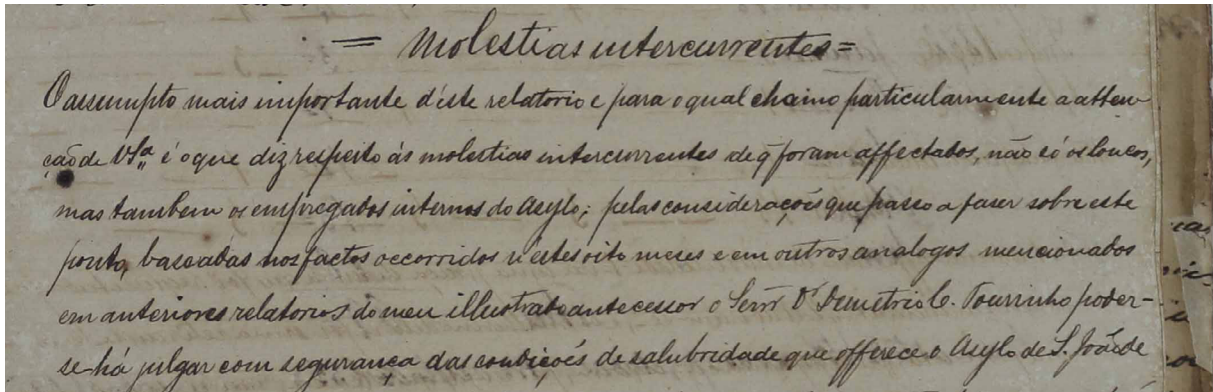 = Molestias intercurrentes =
O assumpto mais importante d'éste relatorio e para o qual chamo particularmente a atten
ção de V.Sª é o que diz respeito ás molestias intercurrentes de q̃ foram affectados, não só os loucos,
mas tambem os empregados internos do Asylo; pelas considerações que passo a faser sobre este
ponto, baseadas nos factos occorridos n'estes oito meses e em outros analogos mencionados
em anteriores relatorios do meu illustrado antecessor o Senr Dr Demetrio C. Tourinho poder-
se-há julgar com segurança das condições de salubridade que offerece o Asylo de S. João de